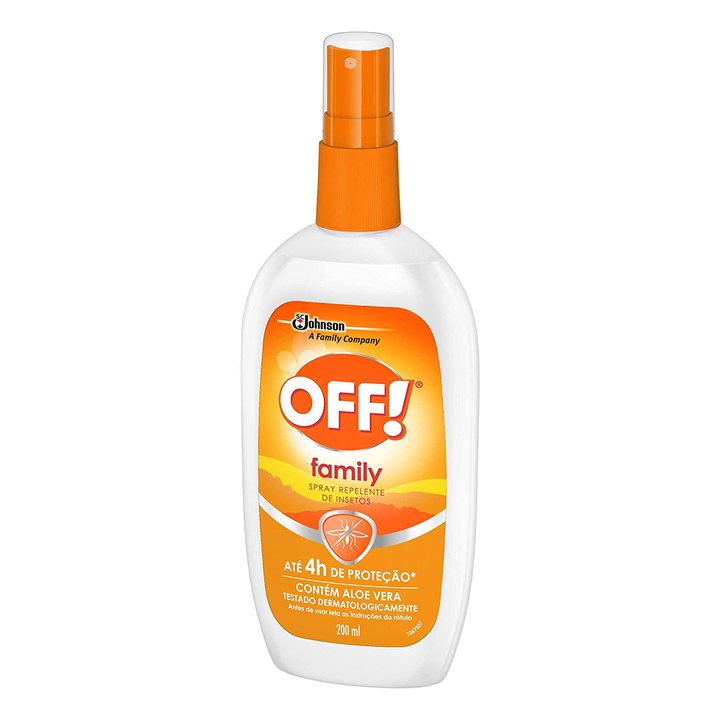 SC Johnson
A Family Company
OFF!®
family
SPRAY REPELENTE
DE INSETOS
ATÉ 4h DE PROTEÇÃO*
CONTÉM ALOE VERA
TESTADO DERMATOLOGICAMENTE
Antes de usar leia as instruções do rótulo
200 ml